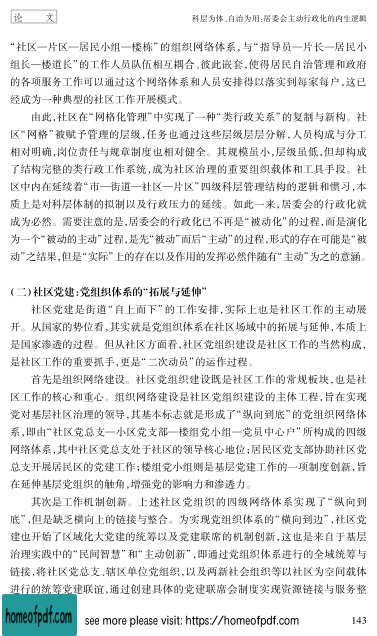 论 文
科层为体、自治为用:居委会主动行政化的内生逻辑
“社区—片区—居民小组—楼栋”的组织网络体系,与“指导员—片长—居民小
组长—楼道长”的工作人员队伍相互耦合、彼此嵌套,使得居民自治管理和政府
的各项服务工作可以通过这个网络体系和人员安排得以落实到每家每户,这已
经成为一种典型的社区工作开展模式。
由此,社区在“网格化管理”中实现了一种“类行政关系”的复制与新构。社
区“网格”被赋予管理的层级,任务也通过这些层级层层分解,人员构成与分工
相对明确,岗位责任与规章制度也相对健全。其规模虽小,层级虽低,但却构成
了结构完整的类行政工作系统,成为社区治理的重要组织载体和工具手段。社
区中内在延续着“市—街道—社区—片区”四级科层管理结构的逻辑和惯习,本
质上是对科层体制的拟制以及行政压力的延续。如此一来,居委会的行政化就
成为必然。需要注意的是,居委会的行政化已不再是“被动化”的过程,而是演化
为一个“被动的主动”过程,是先“被动”而后“主动”的过程,形式的存在可能是“被
动”之结果,但是“实际”上的存在以及作用的发挥必然伴随有“主动”为之的意涵。
(二)社区党建:党组织体系的“拓展与延伸”
社区党建是街道“自上而下”的工作安排,实际上也是社区工作的主动展
开。从国家的势位看,其实就是党组织体系在社区场域中的拓展与延伸,本质上
是国家渗透的过程。但从社区方面看,社区党组织建设是社区工作的当然构成,
是社区工作的重要抓手,更是“二次动员”的运作过程。
首先是组织网络建设。社区党组织建设既是社区工作的常规板块,也是社
区工作的核心和重心。组织网络建设是社区党组织建设的主体工程,旨在实现
党对基层社区治理的领导,其基本标志就是形成了“纵向到底”的党组织网络体
系,即由“社区党总支—小区党支部—楼组党小组—党员中心户”所构成的四级
网络体系,其中社区党总支处于社区的领导核心地位;居民区党支部协助社区党
总支开展居民区的党建工作;楼组党小组则是基层党建工作的一项制度创新,旨
在延伸基层党组织的触角,增强党的影响力和渗透力。
其次是工作机制创新。上述社区党组织的四级网络体系实现了“纵向到
底”,但是缺乏横向上的链接与整合。为实现党组织体系的“横向到边”,社区党
建也开始了区域化大党建的统筹以及党建联席的机制创新,这也是来自于基层
治理实践中的“民间智慧”和“主动创新”,即通过党组织体系进行的全域统筹与
链接,将社区党总支、辖区单位党组织,以及两新社会组织等以社区为空间载体
进行的统筹党建联谊,通过创建具体的党建联席会制度实现资源链接与服务整
homeofpdf.com
see more please visit: https://homeofpdf.com
143